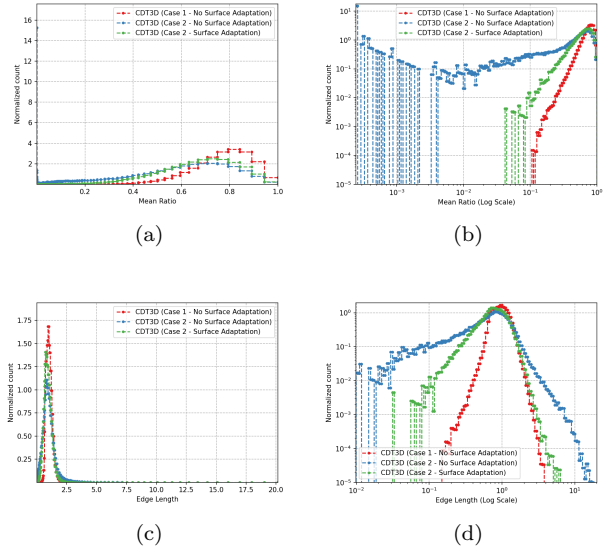 CDT3D (Case 1 - No Surface Adaptation)
CDT3D (Case 2 - No Surface Adaptation)
CDT3D (Case 2 - Surface Adaptation)
Normalized count
16
14
12
10
8
6
4
2
0.2
0.4
0.6
0.8
1.0
Mean Ratio
(a)
CDT3D (Case 1 - No Surface Adaptation)
CDT3D (Case 2 - No Surface Adaptation)
CDT3D (Case 2 - Surface Adaptation)
Normalized count
10^1
10^0
10^−1
10^−2
10^−3
10^−4
10^−5
10^−3
10^−2
10^−1
10^0
Mean Ratio (Log Scale)
(b)
CDT3D (Case 1 - No Surface Adaptation)
CDT3D (Case 2 - No Surface Adaptation)
CDT3D (Case 2 - Surface Adaptation)
Normalized count
1.75
1.50
1.25
1.00
0.75
0.50
0.25
2.5
5.0
7.5
10.0
12.5
15.0
17.5
20.0
Edge Length
(c)
Normalized count
10^0
10^−1
10^−2
10^−3
10^−4
10^−5
CDT3D (Case 1 - No Surface Adaptation)
CDT3D (Case 2 - No Surface Adaptation)
CDT3D (Case 2 - Surface Adaptation)
10^−2
10^−1
10^0
10^1
Edge Length (Log Scale)
(d)